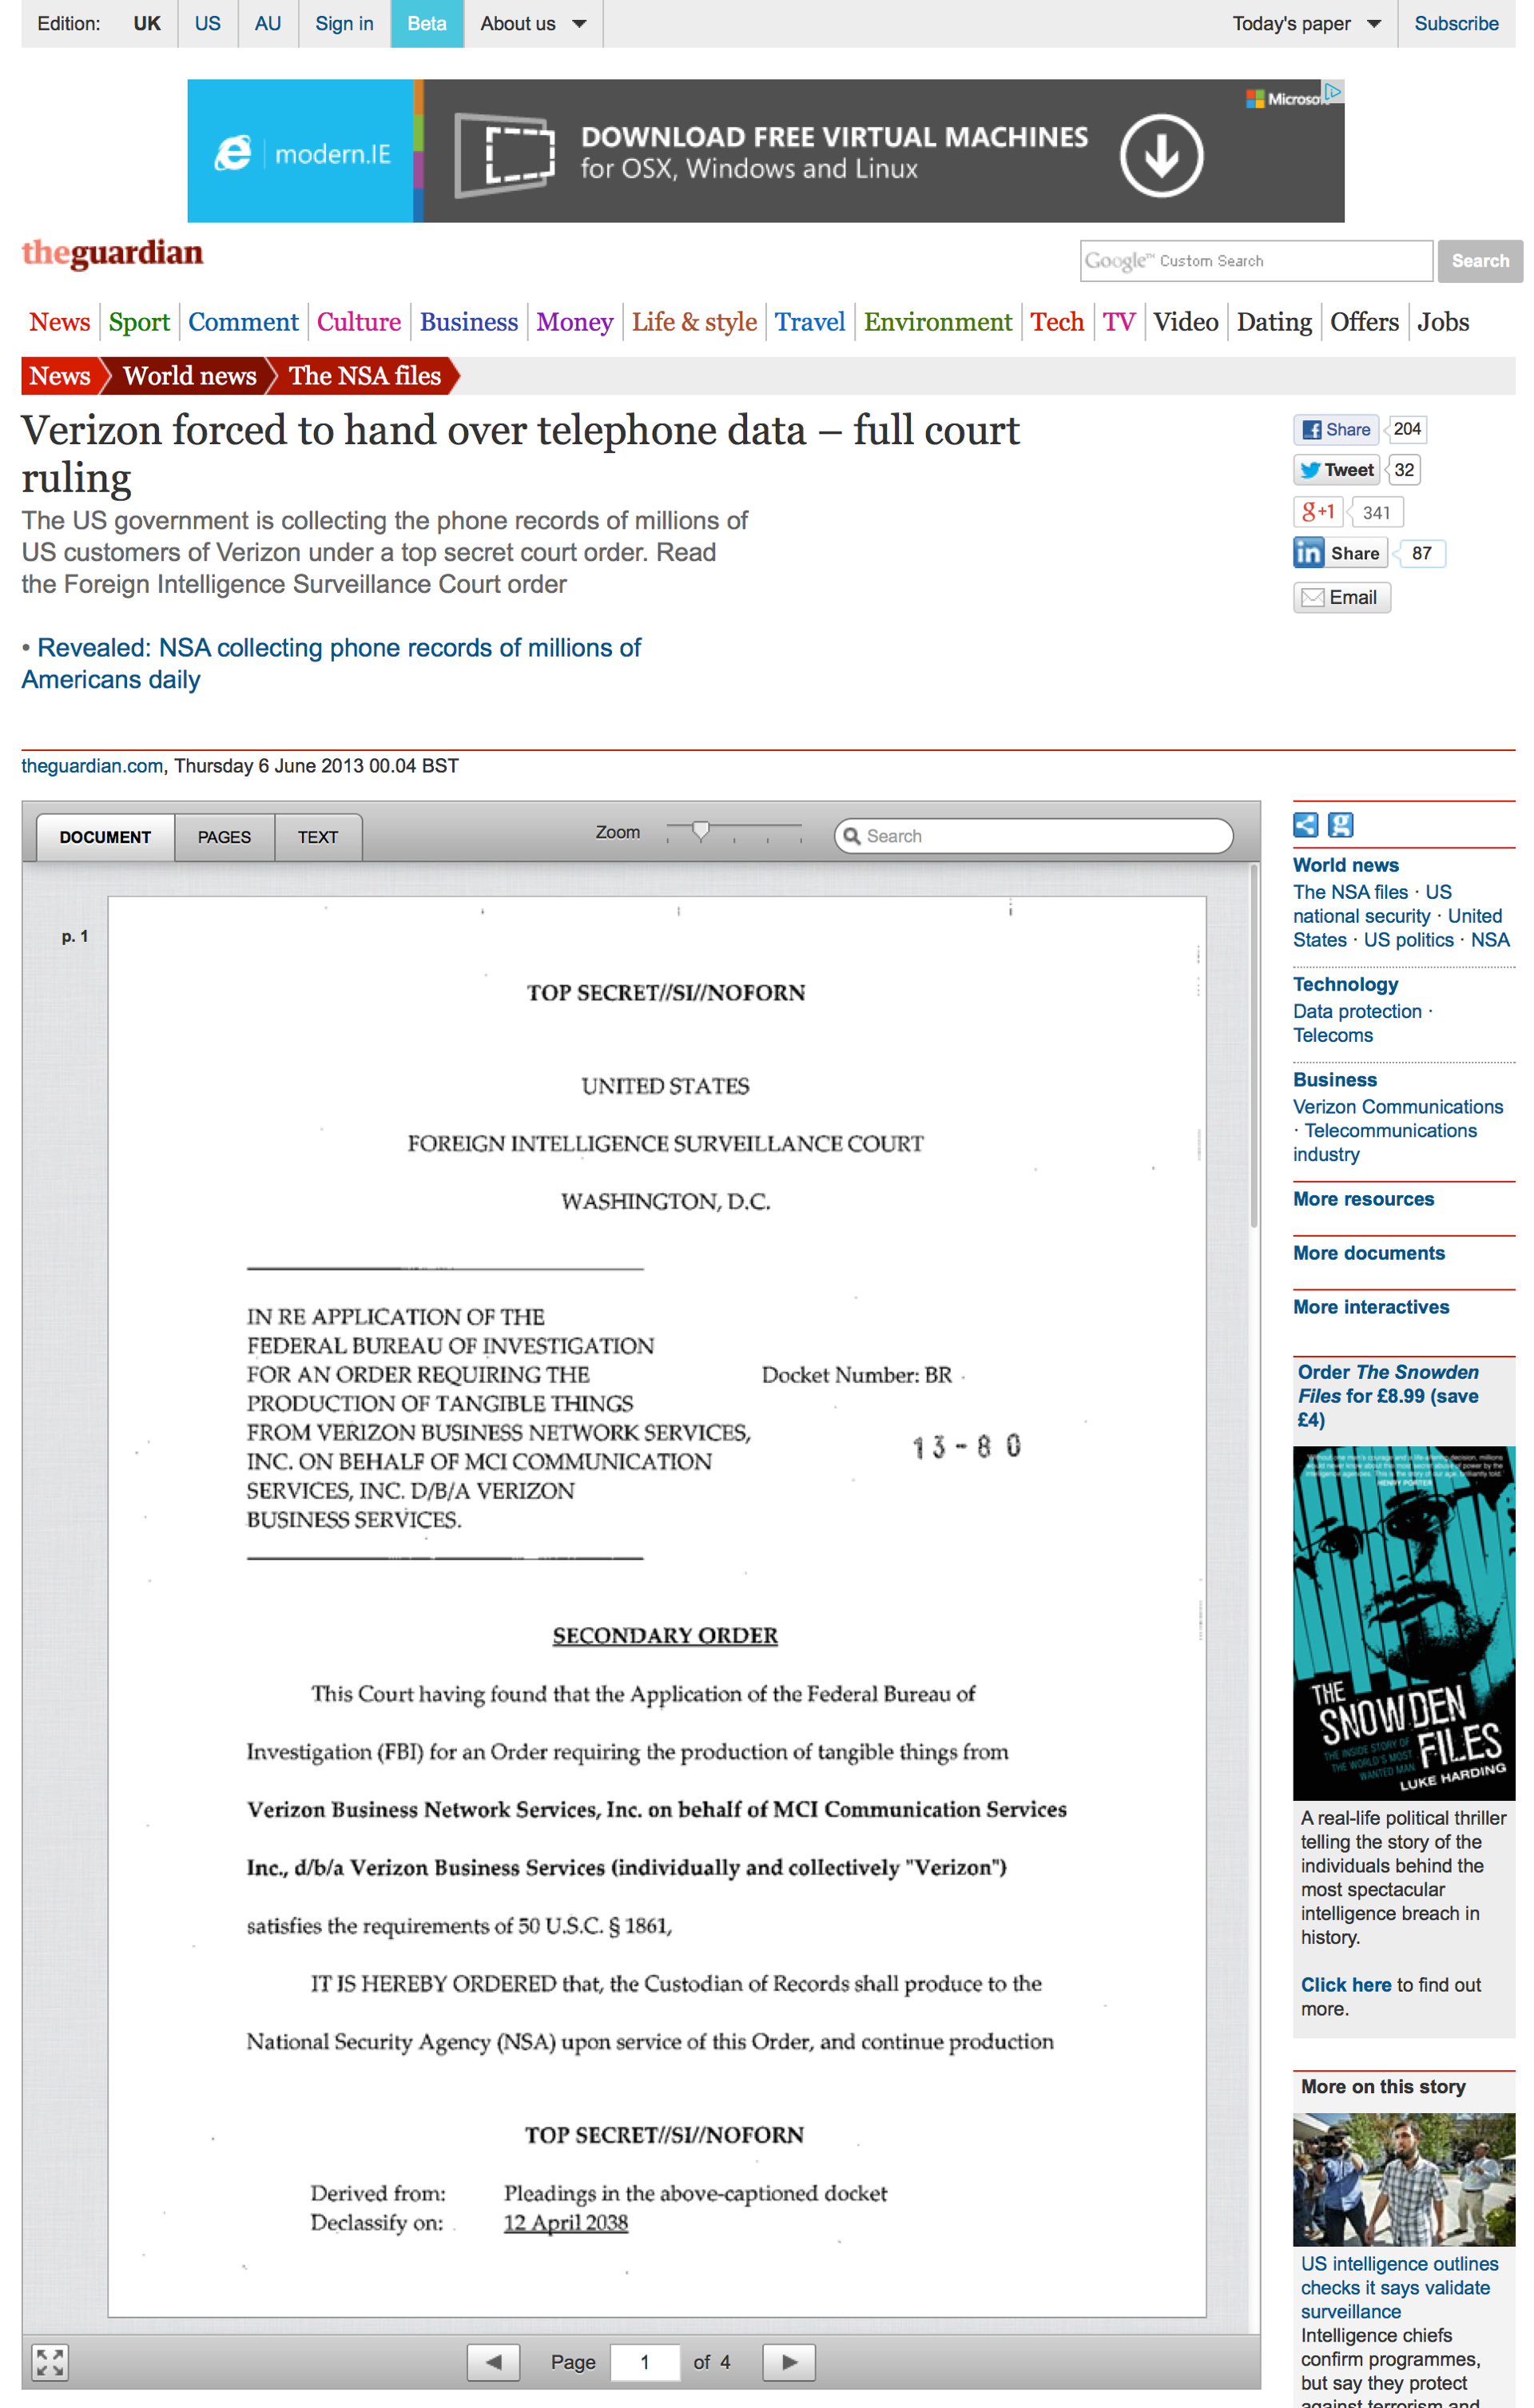 Edition: UK US AU Sign in Beta About us Today's paper Subscribe
modern.IE
DOWNLOAD FREE VIRTUAL MACHINES
for OSX, Windows and Linux
Microsof
theguardian
Google™ Custom Search Search
News Sport Comment Culture Business Money Life & style Travel Environment Tech TV Video Dating Offers Jobs
News World news The NSA files
Verizon forced to hand over telephone data – full court
ruling
The US government is collecting the phone records of millions of
US customers of Verizon under a top secret court order. Read
the Foreign Intelligence Surveillance Court order
• Revealed: NSA collecting phone records of millions of
Americans daily
Share 204
Tweet 32
g+1 341
in Share 87
Email
theguardian.com, Thursday 6 June 2013 00.04 BST
DOCUMENT PAGES TEXT Zoom Search
p. 1
TOP SECRET//SI//NOFORN
UNITED STATES
FOREIGN INTELLIGENCE SURVEILLANCE COURT
WASHINGTON, D.C.
IN RE APPLICATION OF THE
FEDERAL BUREAU OF INVESTIGATION
FOR AN ORDER REQUIRING THE
PRODUCTION OF TANGIBLE THINGS
FROM VERIZON BUSINESS NETWORK SERVICES,
INC. ON BEHALF OF MCI COMMUNICATION
SERVICES, INC. D/B/A VERIZON
BUSINESS SERVICES.
Docket Number: BR
13-80
SECONDARY ORDER
This Court having found that the Application of the Federal Bureau of
Investigation (FBI) for an Order requiring the production of tangible things from
Verizon Business Network Services, Inc. on behalf of MCI Communication Services
Inc., d/b/a Verizon Business Services (individually and collectively "Verizon")
satisfies the requirements of 50 U.S.C. § 1861,
IT IS HEREBY ORDERED that, the Custodian of Records shall produce to the
National Security Agency (NSA) upon service of this Order, and continue production
TOP SECRET//SI//NOFORN
Derived from: Pleadings in the above-captioned docket
Declassify on: 12 April 2038
Page 1 of 4
World news
The NSA files · US
national security · United
States · US politics · NSA
Technology
Data protection ·
Telecoms
Business
Verizon Communications
· Telecommunications
industry
More resources
More documents
More interactives
Order The Snowden
Files for £8.99 (save
£4)
HENRY PORTER
THE
SNOWDEN
FILES
THE INSIDE STORY OF
THE WORLD'S MOST
WANTED MAN
LUKE HARDING
A real-life political thriller
telling the story of the
individuals behind the
most spectacular
intelligence breach in
history.
Click here to find out
more.
More on this story
US intelligence outlines
checks it says validate
surveillance
Intelligence chiefs
confirm programmes,
but say they protect
against terrorism and